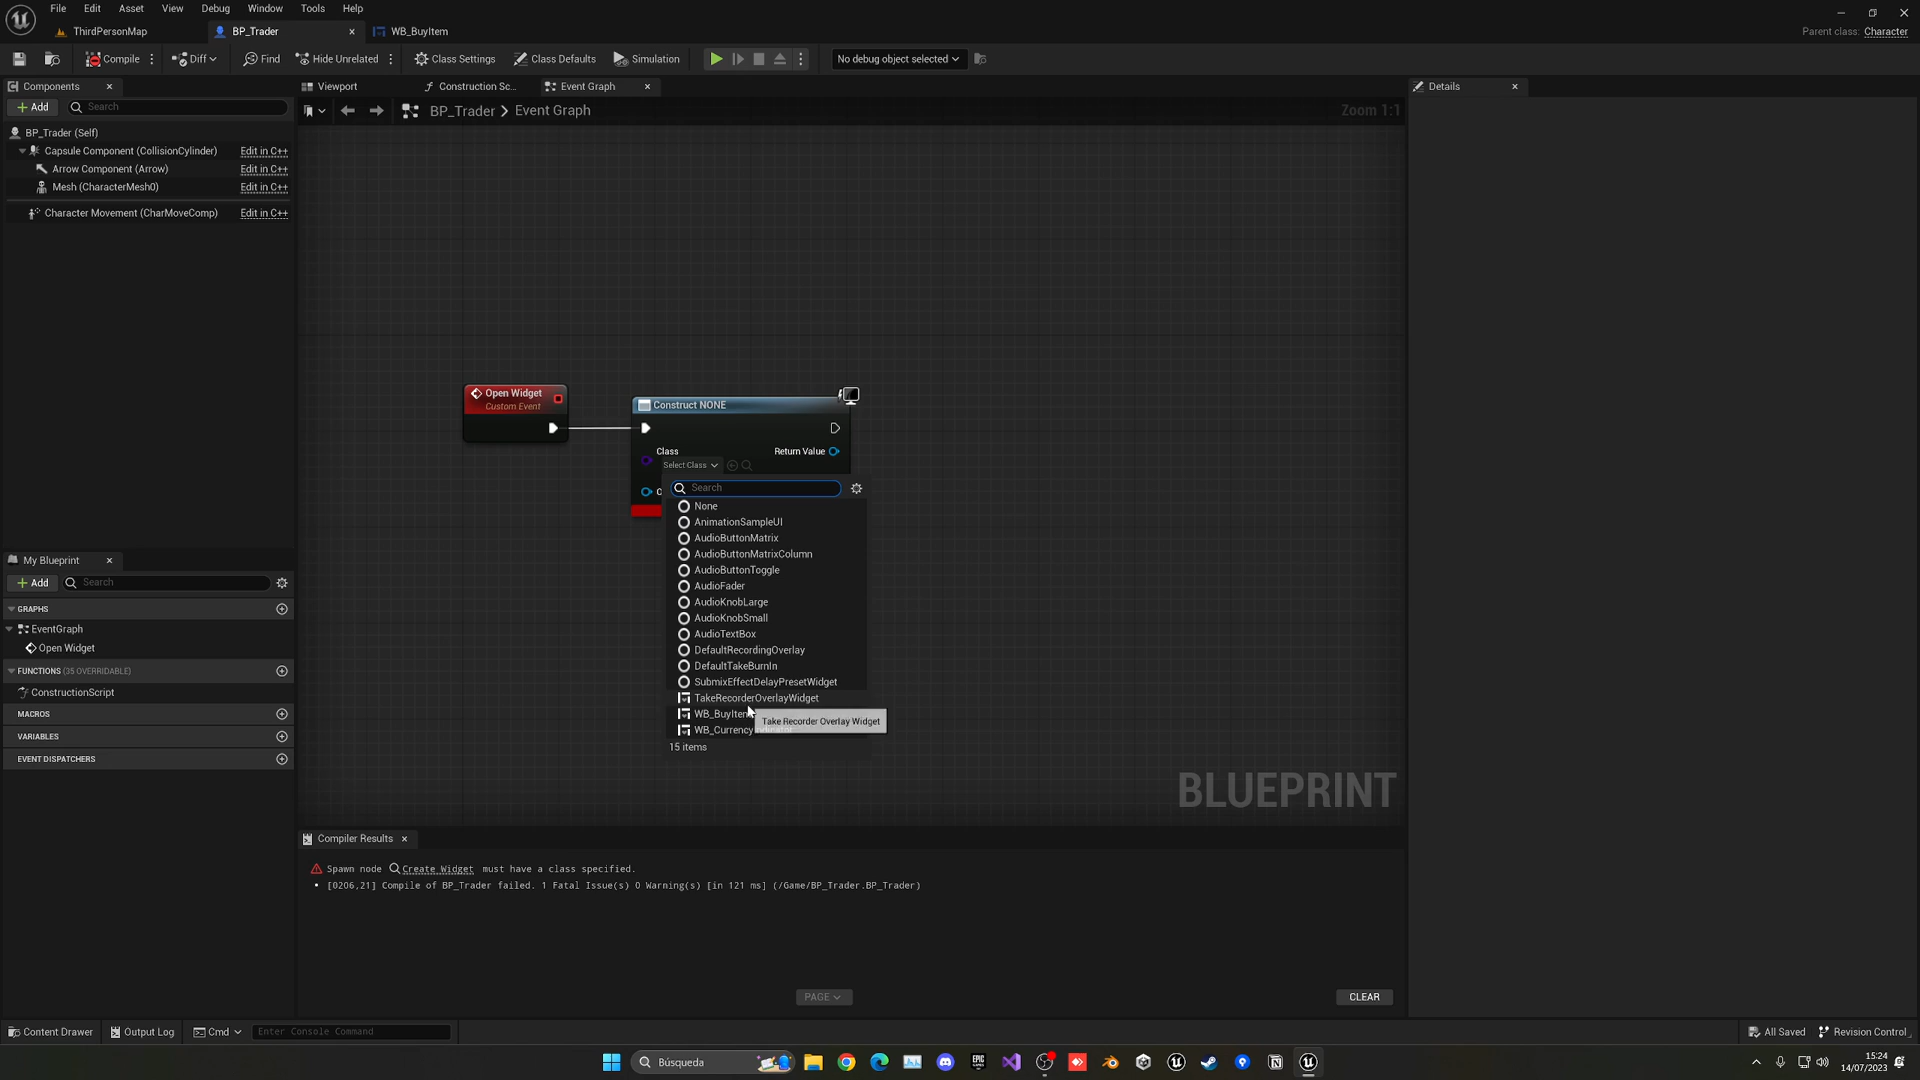 File Edit Asset View Debug Window Tools Help
ThirdPersonMap BP_Trader WB_BuyItem Parent class: Character
Compile Diff Find Hide Unrelated Class Settings Class Defaults Simulation No debug object selected
Components Viewport Construction Sc... Event Graph Details
Add Search BP_Trader > Event Graph Zoom 1:1
BP_Trader (Self)
Capsule Component (CollisionCylinder) Edit in C++
Arrow Component (Arrow) Edit in C++
Mesh (CharacterMesh0) Edit in C++
Character Movement (CharMoveComp) Edit in C++
Open Widget
Custom Event
Construct NONE
Class Return Value
Select Class
Search
None
AnimationSampleUI
AudioButtonMatrix
AudioButtonMatrixColumn
AudioButtonToggle
AudioFader
AudioKnobLarge
AudioKnobSmall
AudioTextBox
DefaultRecordingOverlay
DefaultTakeBurnIn
SubmixEffectDelayPresetWidget
TakeRecorderOverlayWidget
WB_BuyItem
Take Recorder Overlay Widget
WB_Currency
15 items
My Blueprint
Add Search
GRAPHS
EventGraph
Open Widget
FUNCTIONS (35 OVERRIDABLE)
ConstructionScript
MACROS
VARIABLES
EVENT DISPATCHERS
BLUEPRINT
Compiler Results
Spawn node Create Widget must have a class specified.
[0206,21] Compile of BP_Trader failed. 1 Fatal Issue(s) 0 Warning(s) [in 121 ms] (/Game/BP_Trader.BP_Trader)
PAGE CLEAR
Content Drawer Output Log Cmd Enter Console Command All Saved Revision Control
Búsqueda
15:24
14/07/2023